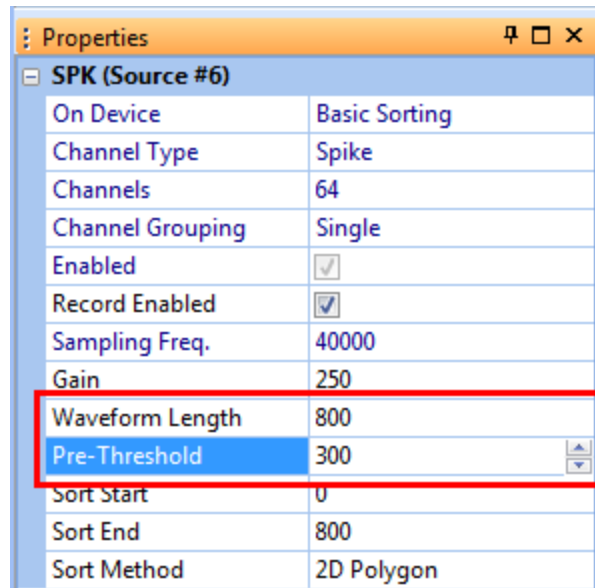 Properties
SPK (Source #6)
On Device Basic Sorting
Channel Type Spike
Channels 64
Channel Grouping Single
Enabled
Record Enabled
Sampling Freq. 40000
Gain 250
Waveform Length 800
Pre-Threshold 300
Sort Start 0
Sort End 800
Sort Method 2D Polygon